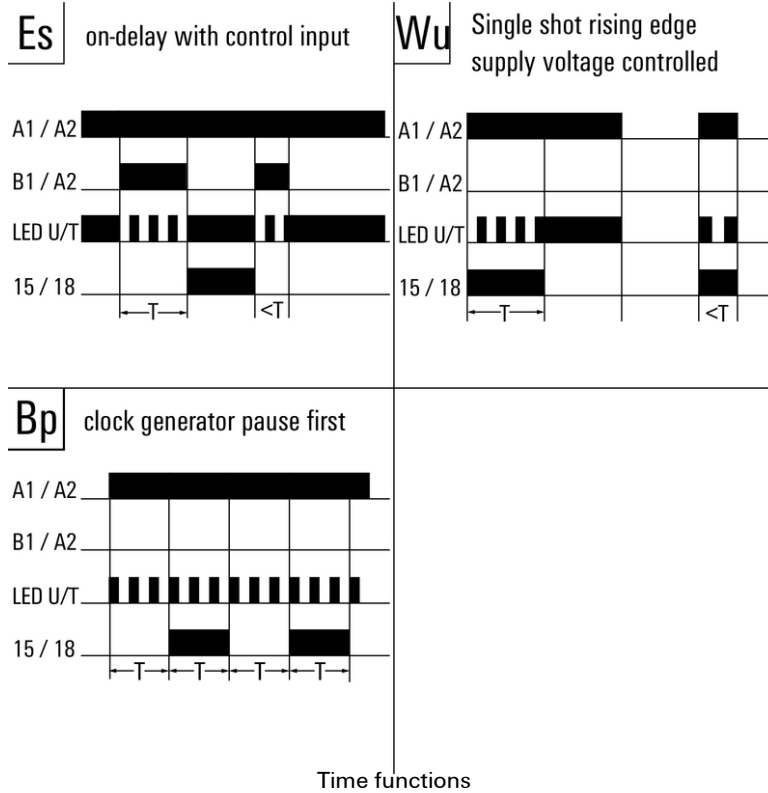 Es on-delay with control input
A1 / A2
B1 / A2
LED U/T
15 / 18
T <T
Wu Single shot rising edge
supply voltage controlled
A1 / A2
B1 / A2
LED U/T
15 / 18
T <T
Bp clock generator pause first
A1 / A2
B1 / A2
LED U/T
15 / 18
T T T T
Time functions